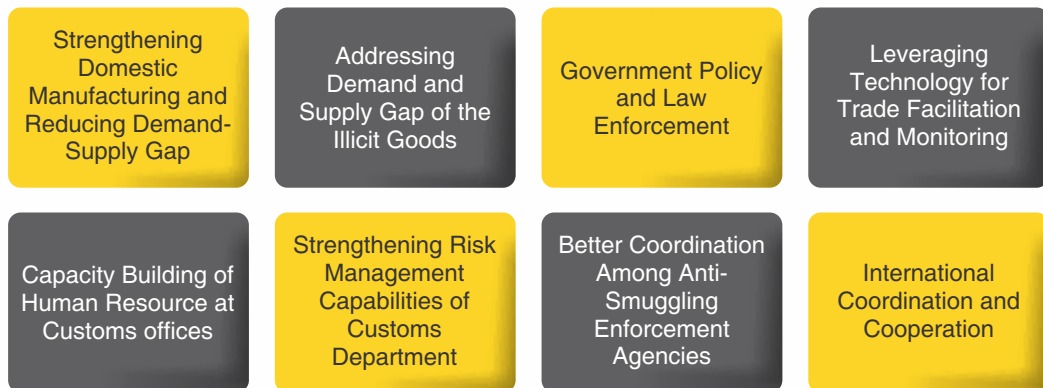 Strengthening
Domestic
Manufacturing and
Reducing Demand-
Supply Gap
Addressing
Demand and
Supply Gap of the
Illicit Goods
Government Policy
and Law
Enforcement
Leveraging
Technology for
Trade Facilitation
and Monitoring
Capacity Building of
Human Resource at
Customs offices
Strengthening Risk
Management
Capabilities of
Customs
Department
Better Coordination
Among Anti-
Smuggling
Enforcement
Agencies
International
Coordination and
Cooperation